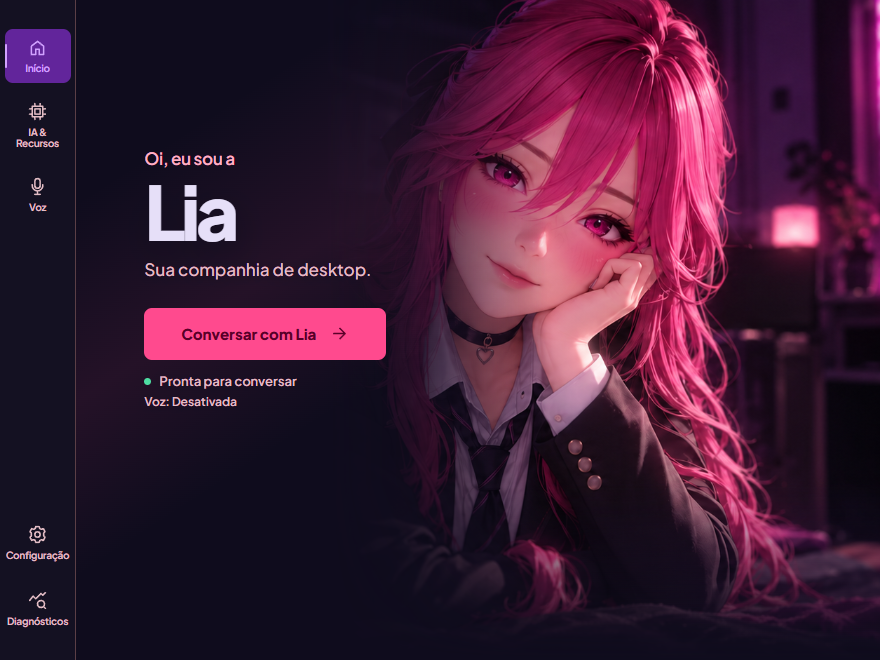 Início
IA &
Recursos
Voz
Configuração
Diagnósticos
Oi, eu sou a
Lia
Sua companhia de desktop.
Conversar com Lia
Pronta para conversar
Voz: Desativada